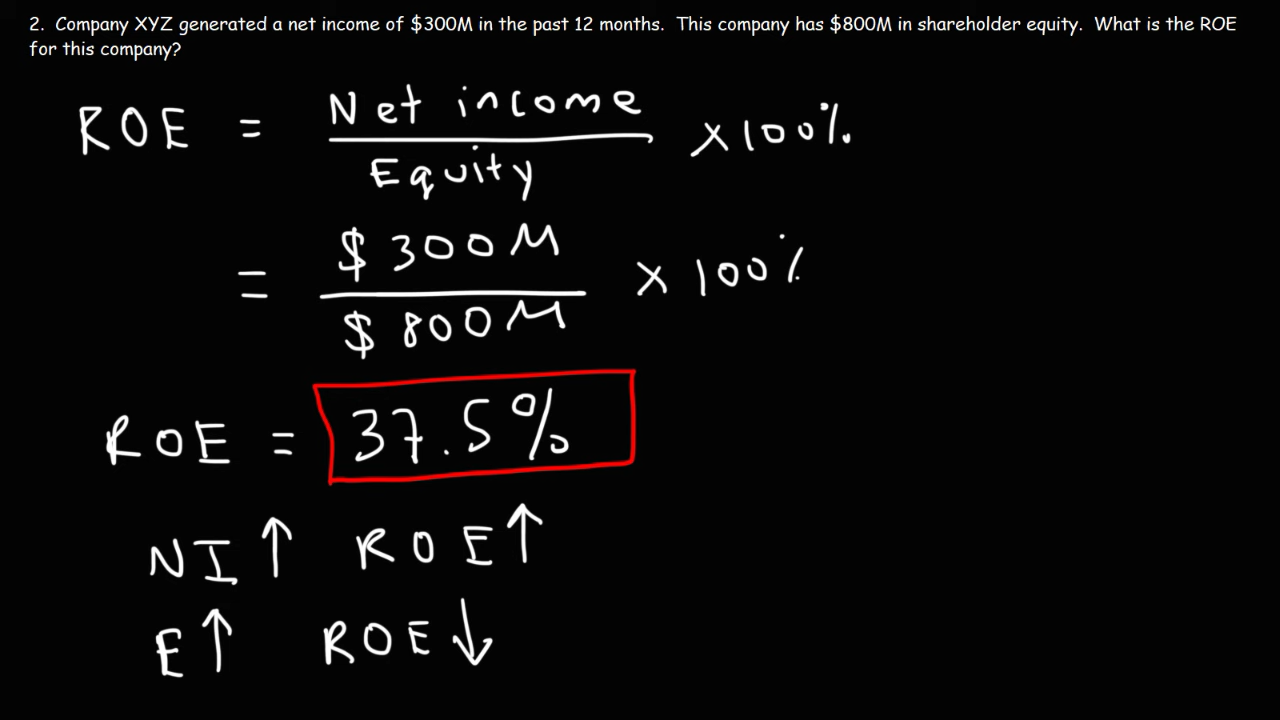 2. Company XYZ generated a net income of $300M in the past 12 months. This company has $800M in shareholder equity. What is the ROE
for this company?
ROE = Net income / Equity × 100%
= $300M / $800M × 100%
ROE = 37.5%
NI ↑ ROE ↑
E ↑ ROE ↓